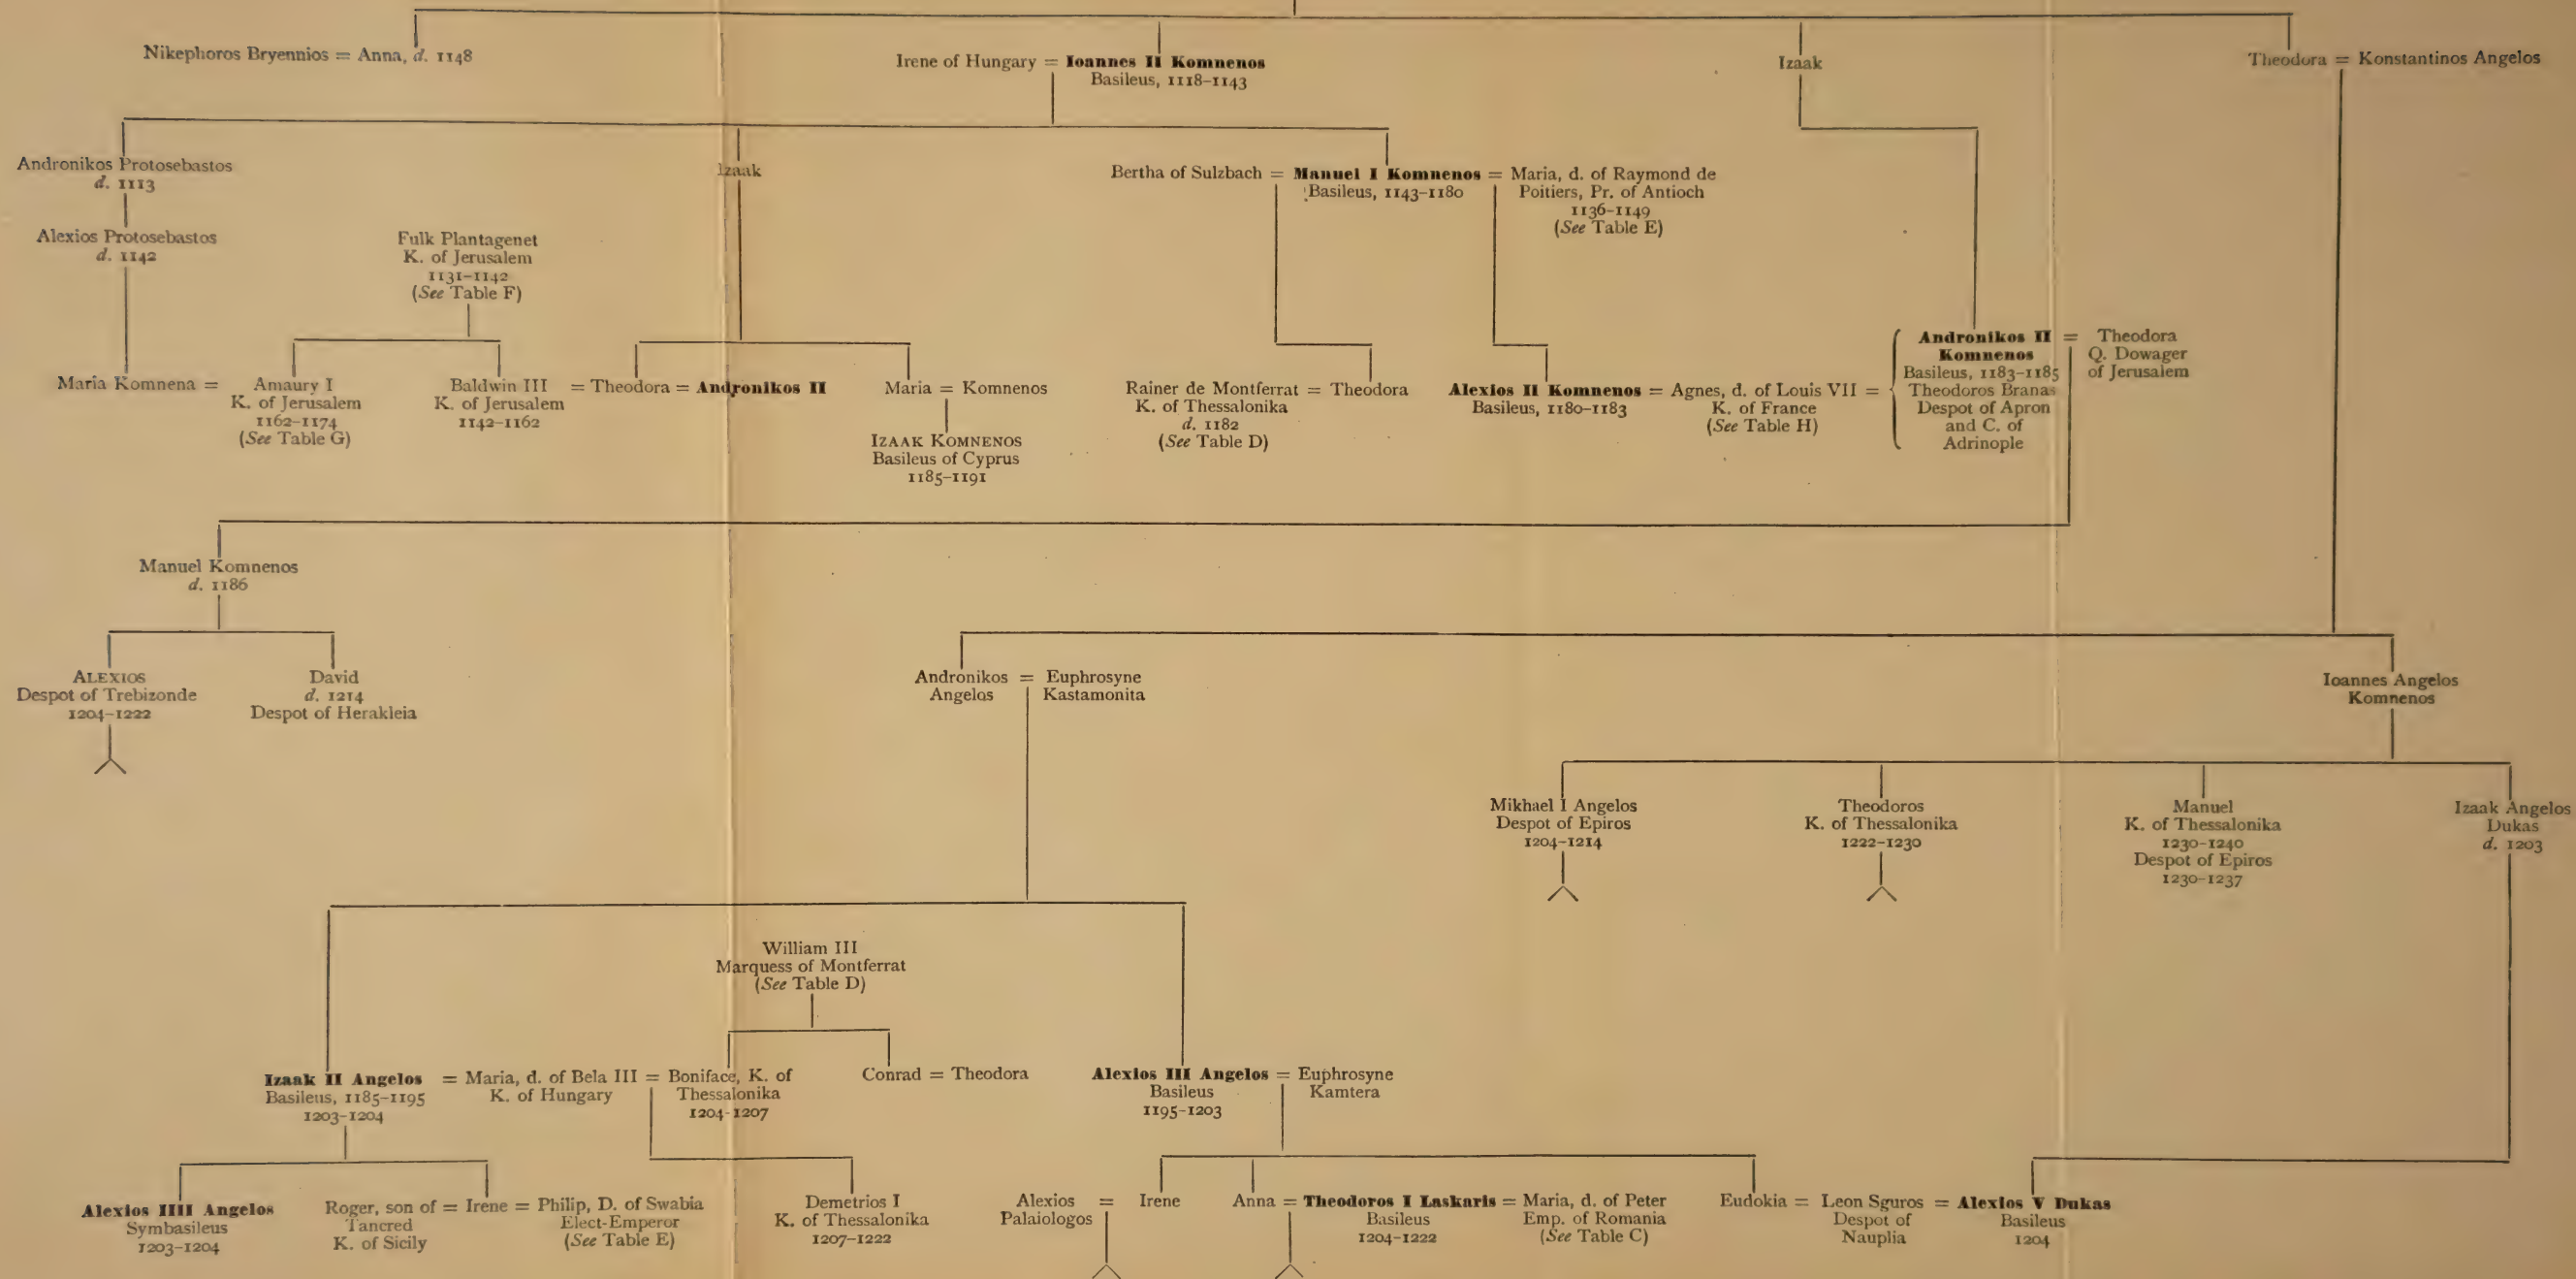 Nikephoros Bryennios = Anna, d. 1148
Irene of Hungary = Ioannes II Komnenos
Basileus, 1118-1143
Izaak
Theodora = Konstantinos Angelos
Andronikos Protosebastos
d. 1113
Izaak
Bertha of Sulzbach = Manuel I Komnenos = Maria, d. of Raymond de
Basileus, 1143-1180
Poitiers, Pr. of Antioch
1136-1149
(See Table E)
Alexios Protosebastos
d. 1142
Fulk Plantagenet
K. of Jerusalem
1131-1142
(See Table F)
Maria Komnena =
Amaury I
K. of Jerusalem
1162-1174
(See Table G)
Baldwin III = Theodora = Andronikos II
K. of Jerusalem
1142-1162
Maria = Komnenos
IZAAK KOMNENOS
Basileus of Cyprus
1185-1191
Rainer de Montferrat = Theodora
K. of Thessalonika
d. 1182
(See Table D)
Alexios II Komnenos = Agnes, d. of Louis VII =
Basileus, 1180-1183
K. of France
(See Table H)
Andronikos II =
Komnenos
Basileus, 1183-1185
Theodoros Branas
Despot of Apron
and C. of
Adrinople
Theodora
Q. Dowager
of Jerusalem
Manuel Komnenos
d. 1186
ALEXIOS
Despot of Trebizonde
1204-1222
David
d. 1214
Despot of Herakleia
Andronikos = Euphrosyne
Angelos
Kastamonita
Ioannes Angelos
Komnenos
Mikhael I Angelos
Despot of Epiros
1204-1214
Theodoros
K. of Thessalonika
1222-1230
Manuel
K. of Thessalonika
1230-1240
Despot of Epiros
1230-1237
Izaak Angelos
Dukas
d. 1203
William III
Marquess of Montferrat
(See Table D)
Izaak II Angelos = Maria, d. of Bela III = Boniface, K. of
Basileus, 1185-1195
K. of Hungary
Thessalonika
1203-1204
1204-1207
Conrad = Theodora
Alexios III Angelos = Euphrosyne
Basileus
Kamtera
1195-1203
Alexios IIII Angelos
Symbasileus
1203-1204
Roger, son of = Irene = Philip, D. of Swabia
Tancred
Elect-Emperor
K. of Sicily
(See Table E)
Demetrios I
K. of Thessalonika
1207-1222
Alexios = Irene
Palaiologos
Anna = Theodoros I Laskaris = Maria, d. of Peter
Basileus
Emp. of Romania
1204-1222
(See Table C)
Eudokia = Leon Sguros = Alexios V Dukas
Despot of
Basileus
Nauplia
1204